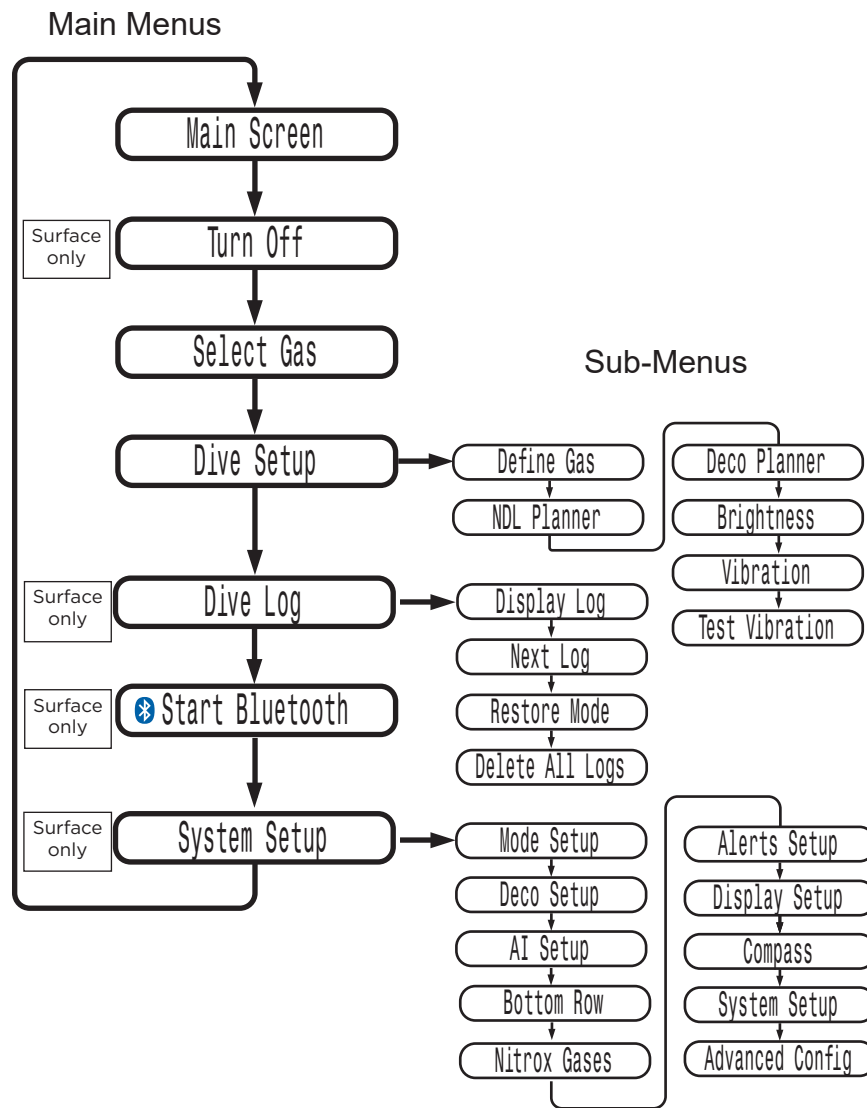 Main Menus
Main Screen
Surface
only
Turn Off
Select Gas
Sub-Menus
Dive Setup
Define Gas
NDL Planner
Deco Planner
Brightness
Vibration
Test Vibration
Surface
only
Dive Log
Display Log
Next Log
Restore Mode
Delete All Logs
Surface
only
Start Bluetooth
Surface
only
System Setup
Mode Setup
Deco Setup
AI Setup
Bottom Row
Nitrox Gases
Alerts Setup
Display Setup
Compass
System Setup
Advanced Config